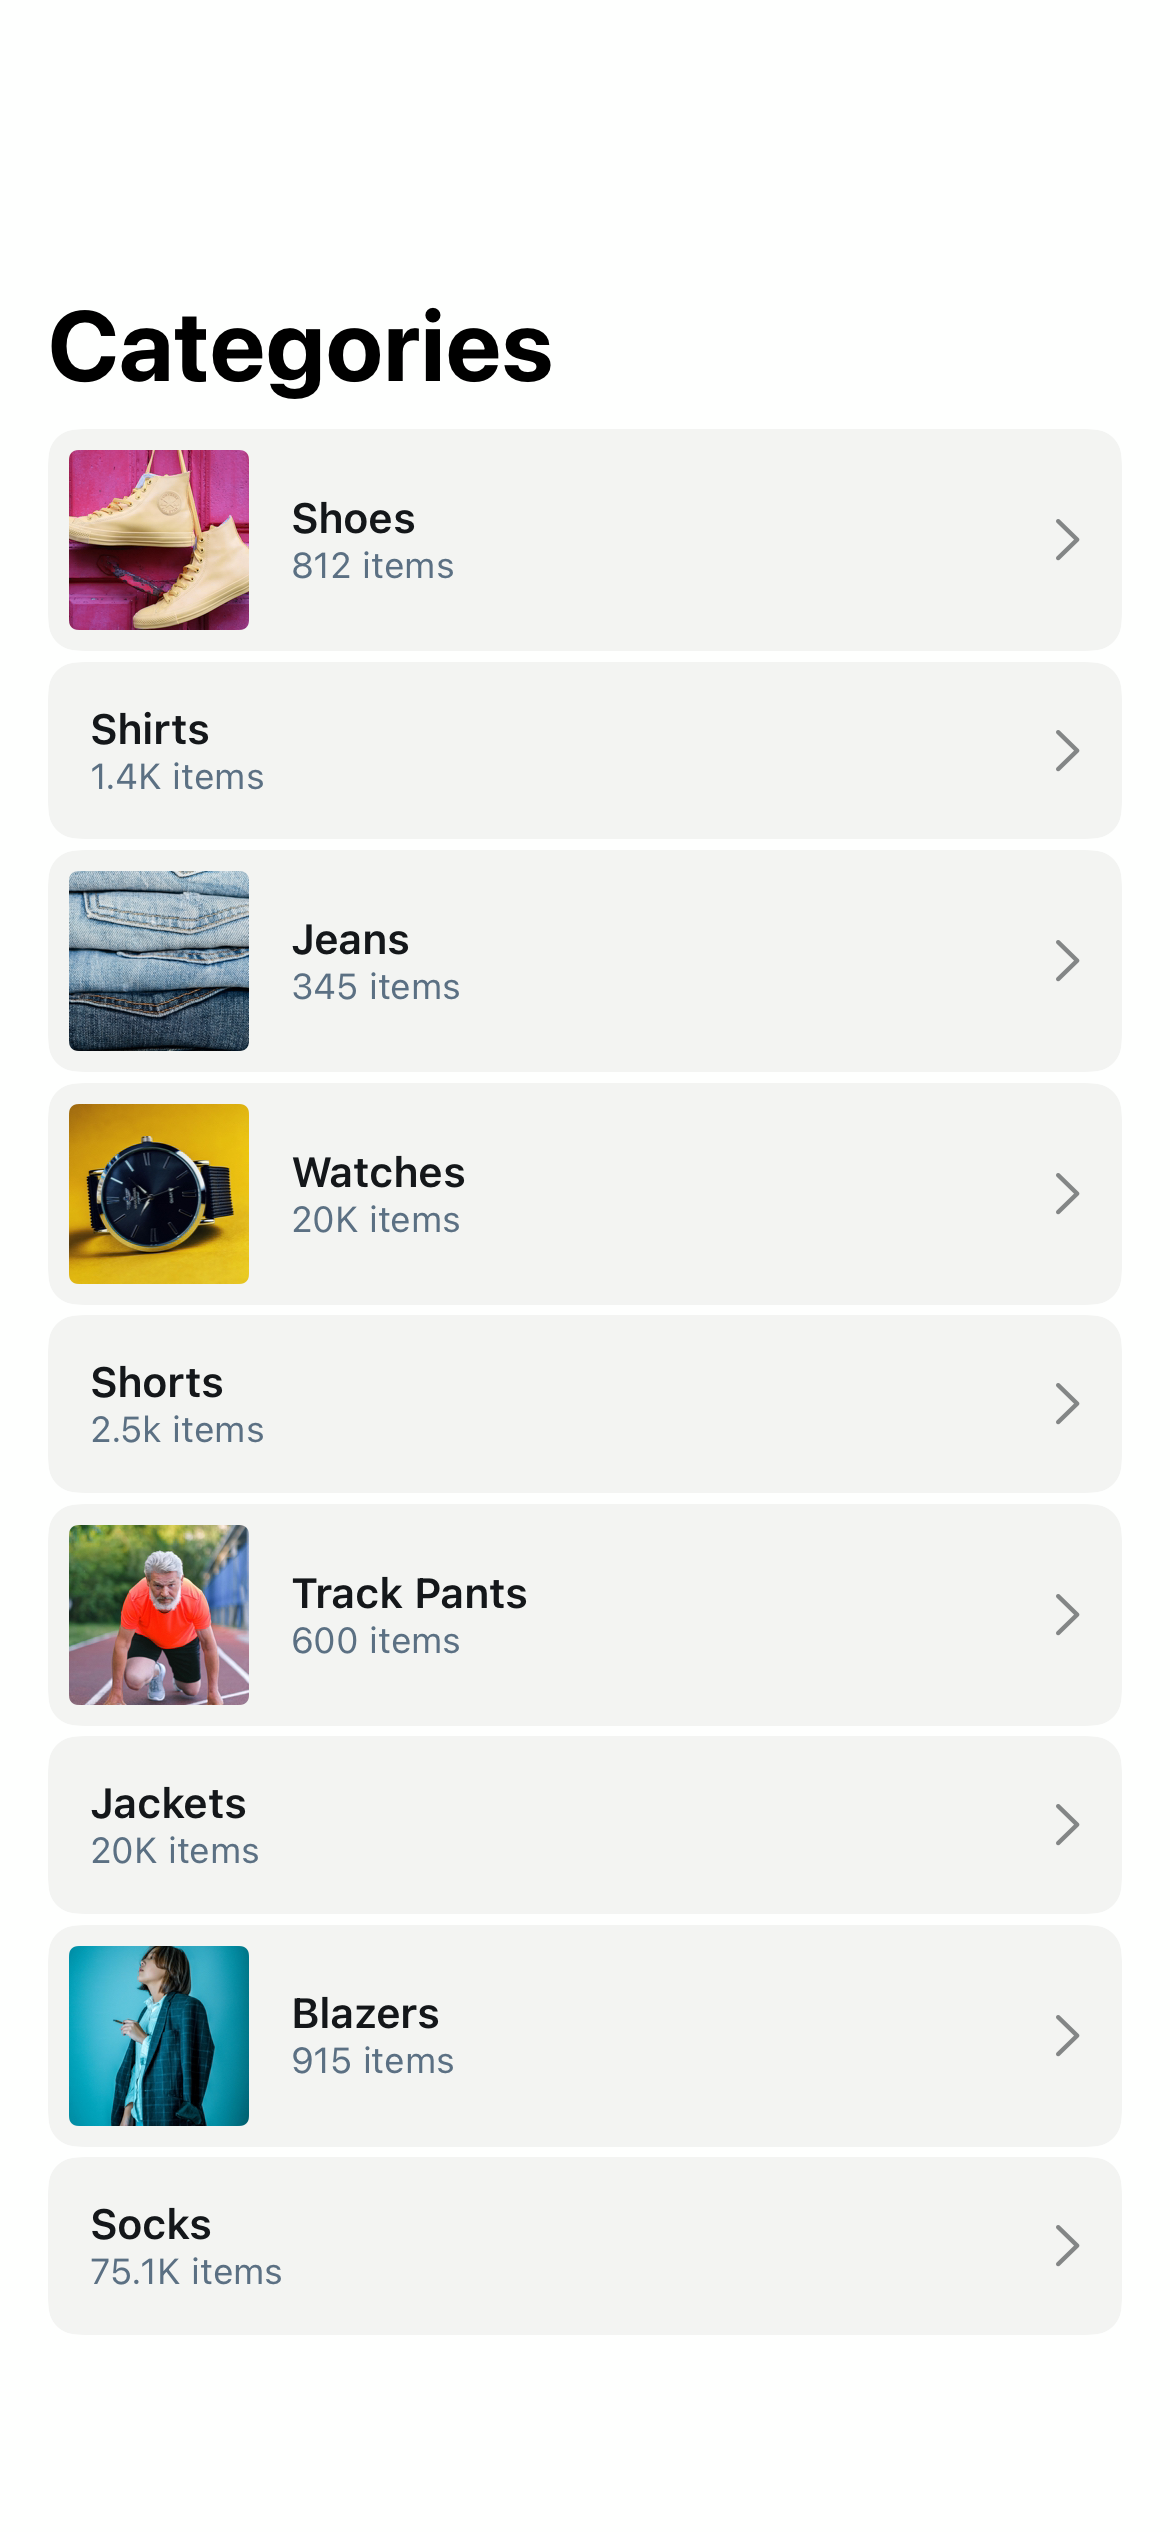 Categories
Shoes
812 items
Shirts
1.4K items
Jeans
345 items
Watches
20K items
Shorts
2.5k items
Track Pants
600 items
Jackets
20K items
Blazers
915 items
Socks
75.1K items